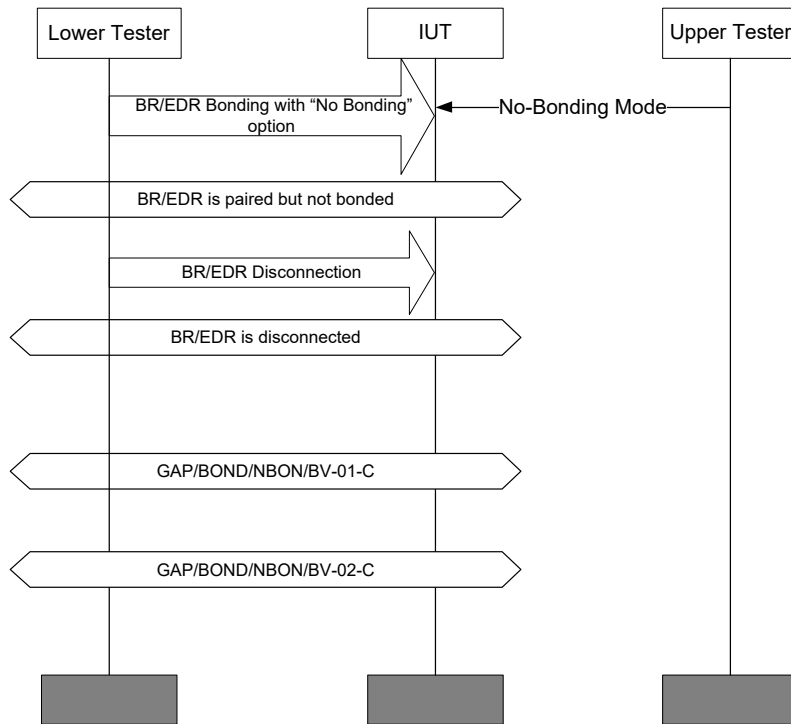 Lower Tester
IUT
Upper Tester
BR/EDR Bonding with “No Bonding”
option
No-Bonding Mode
BR/EDR is paired but not bonded
BR/EDR Disconnection
BR/EDR is disconnected
GAP/BOND/NBON/BV-01-C
GAP/BOND/NBON/BV-02-C